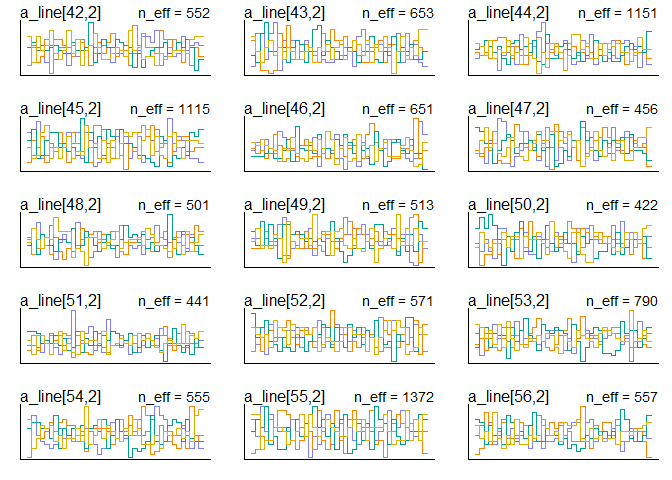 a_line[42,2] n_eff = 552 a_line[43,2] n_eff = 653 a_line[44,2] n_eff = 1151
a_line[45,2] n_eff = 1115 a_line[46,2] n_eff = 651 a_line[47,2] n_eff = 456
a_line[48,2] n_eff = 501 a_line[49,2] n_eff = 513 a_line[50,2] n_eff = 422
a_line[51,2] n_eff = 441 a_line[52,2] n_eff = 571 a_line[53,2] n_eff = 790
a_line[54,2] n_eff = 555 a_line[55,2] n_eff = 1372 a_line[56,2] n_eff = 557